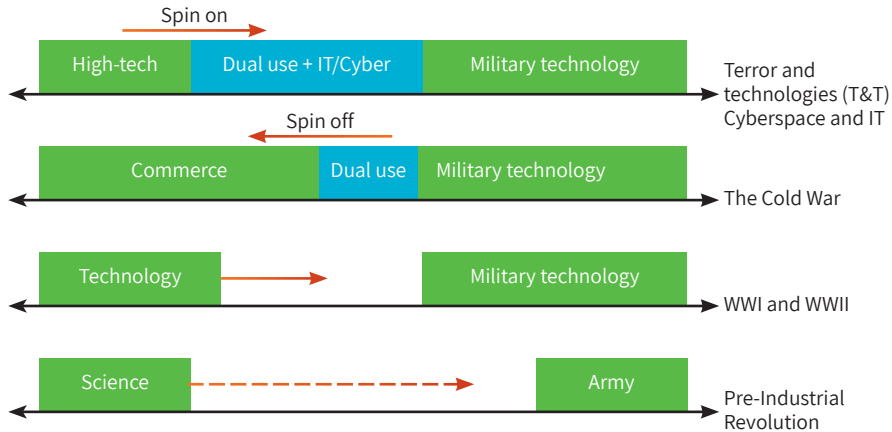 Spin on
High-tech
Dual use + IT/Cyber
Military technology
Terror and
technologies (T&T)
Cyberspace and IT
Spin off
Commerce
Dual use
Military technology
The Cold War
Technology
Military technology
WWI and WWII
Science
Army
Pre-Industrial
Revolution